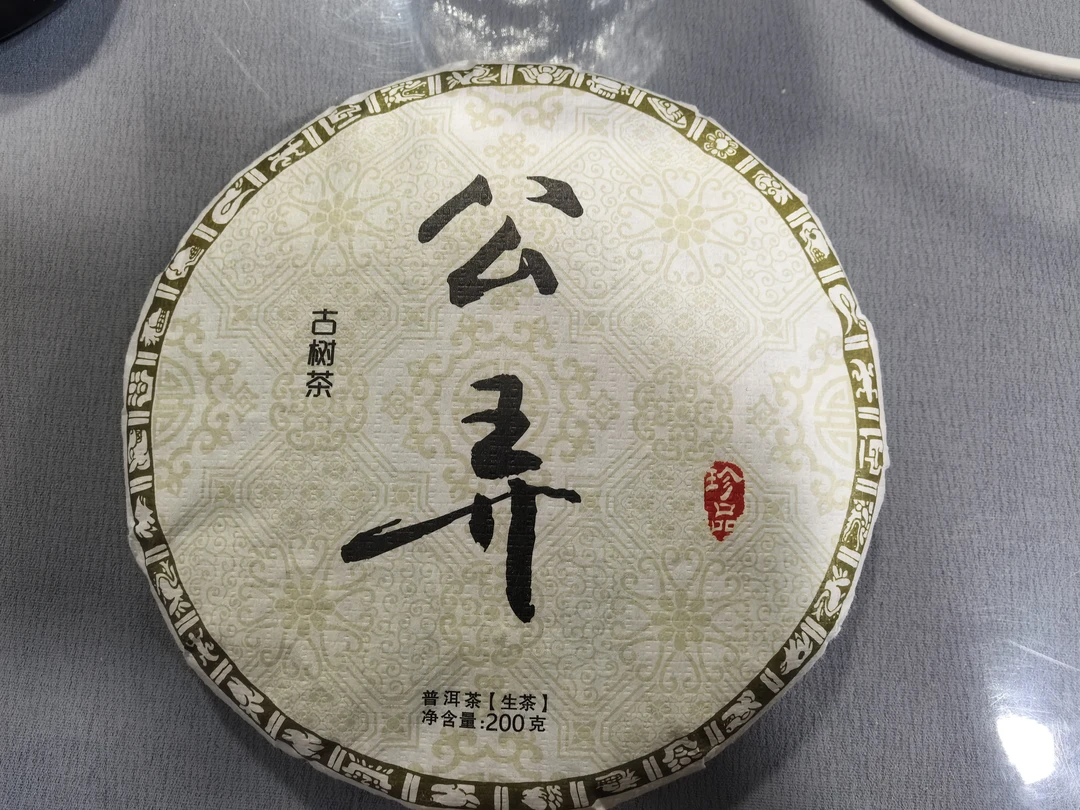 公弄
古树茶
珍品
普洱茶【生茶】
净含量:200克